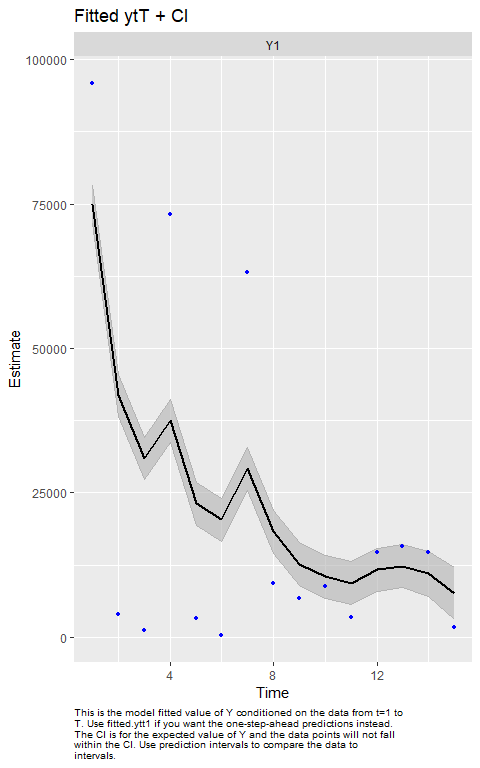 Fitted ytT + CI
Y1
100000
75000
50000
25000
0
Estimate
4
8
12
Time
This is the model fitted value of Y conditioned on the data from t=1 to
T. Use fitted.ytt1 if you want the one-step-ahead predictions instead.
The CI is for the expected value of Y and the data points will not fall
within the CI. Use prediction intervals to compare the data to
intervals.